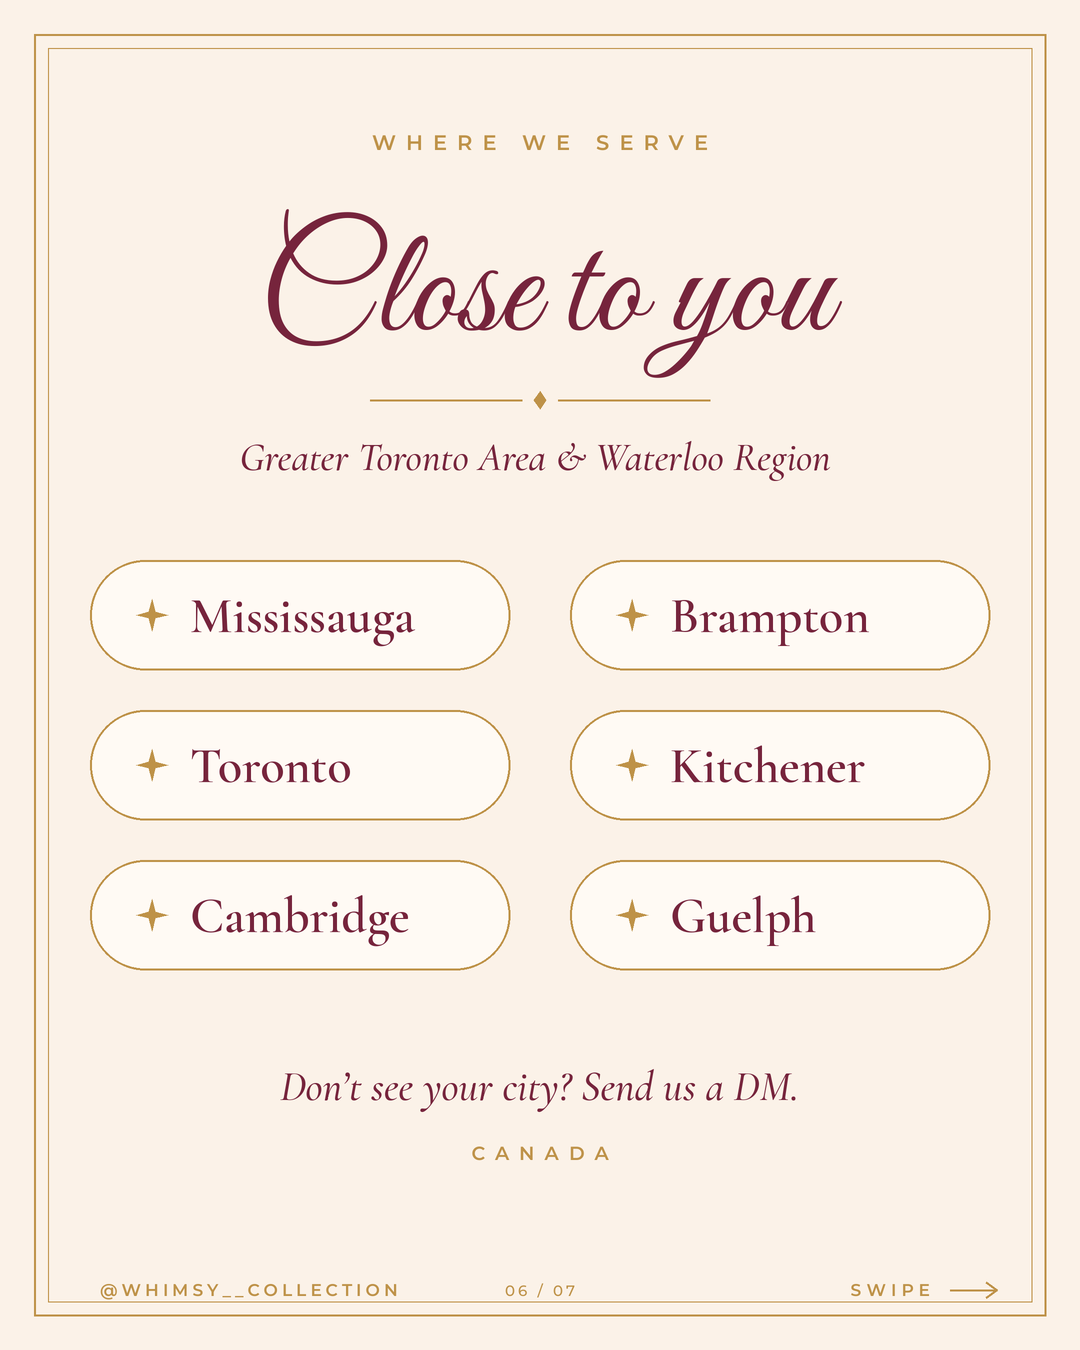 WHERE WE SERVE
Close to you
Greater Toronto Area & Waterloo Region
Mississauga
Brampton
Toronto
Kitchener
Cambridge
Guelph
Don’t see your city? Send us a DM.
CANADA
@WHIMSY__COLLECTION
06 / 07
SWIPE